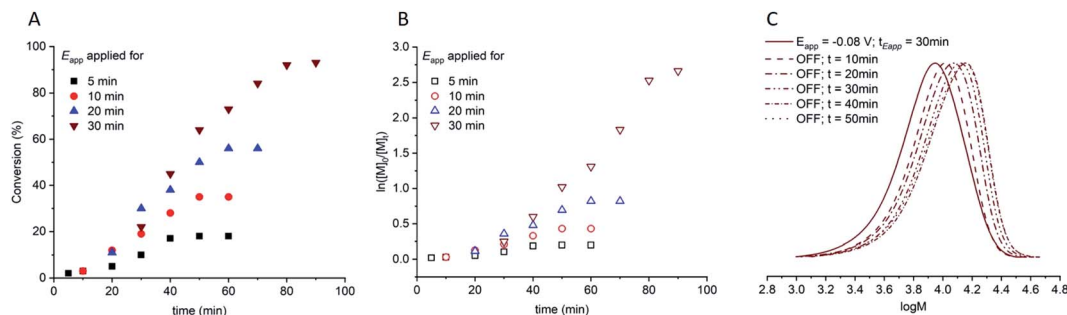 A
E_app applied for
5 min
10 min
20 min
30 min
Conversion (%)
100
80
60
40
20
0
0 20 40 60 80 100
time (min)
B
E_app applied for
5 min
10 min
20 min
30 min
ln([M]₀/[M]ₜ)
3.0
2.5
2.0
1.5
1.0
0.5
0.0
0 20 40 60 80 100
time (min)
C
E_app = -0.08 V; t_Eapp = 30min
OFF; t = 10min
OFF; t = 20min
OFF; t = 30min
OFF; t = 40min
OFF; t = 50min
2.8 3.0 3.2 3.4 3.6 3.8 4.0 4.2 4.4 4.6 4.8
logM